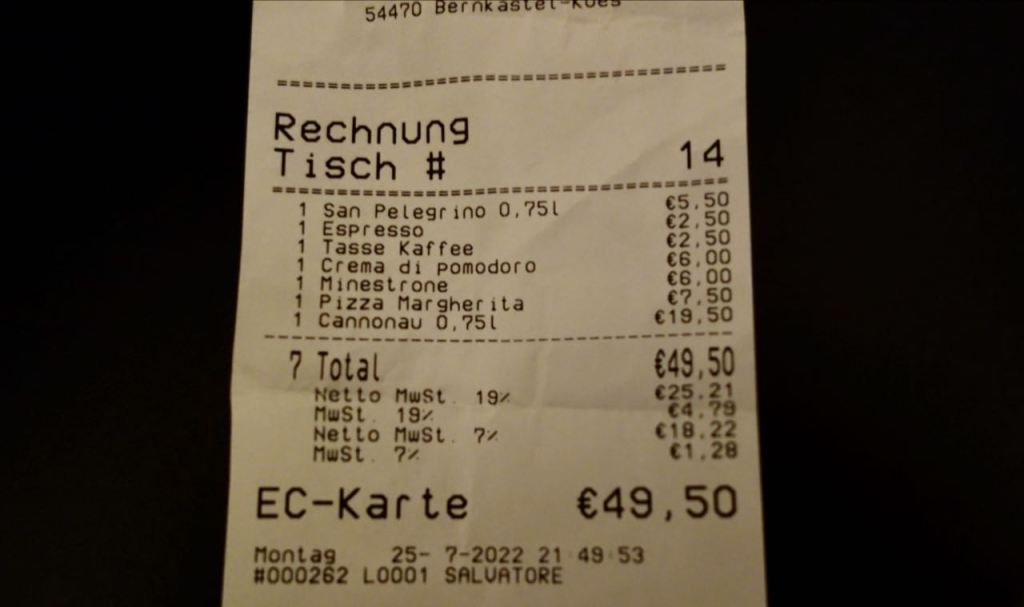 54470 Bernkastel-Kues
Rechnung
Tisch # 14
1 San Pelegrino 0,75l €5,50
1 Espresso €2,50
1 Tasse Kaffee €2,50
1 Crema di pomodoro €6,00
1 Minestrone €6,00
1 Pizza Margherita €7,50
1 Cannonau 0,75l €19,50
7 Total €49,50
Netto MwSt. 19% €25,21
MwSt. 19% €4,79
Netto MwSt. 7% €18,22
MwSt. 7% €1,28
EC-Karte €49,50
Montag 25- 7-2022 21:49:53
#000262 L0001 SALVATORE